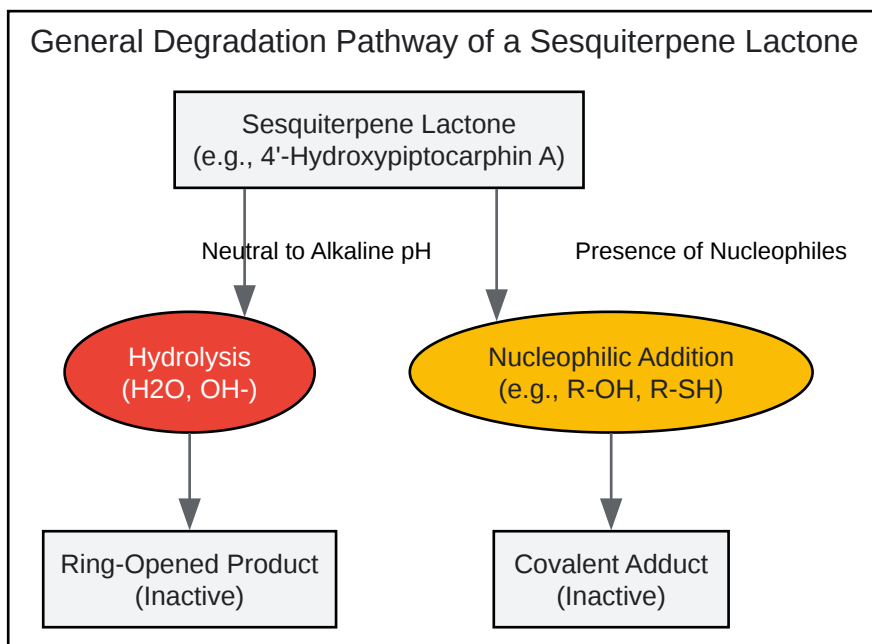 General Degradation Pathway of a Sesquiterpene Lactone
Sesquiterpene Lactone
(e.g., 4'-Hydroxypiptocarphin A)
Neutral to Alkaline pH
Presence of Nucleophiles
Hydrolysis
(H2O, OH-)
Nucleophilic Addition
(e.g., R-OH, R-SH)
Ring-Opened Product
(Inactive)
Covalent Adduct
(Inactive)